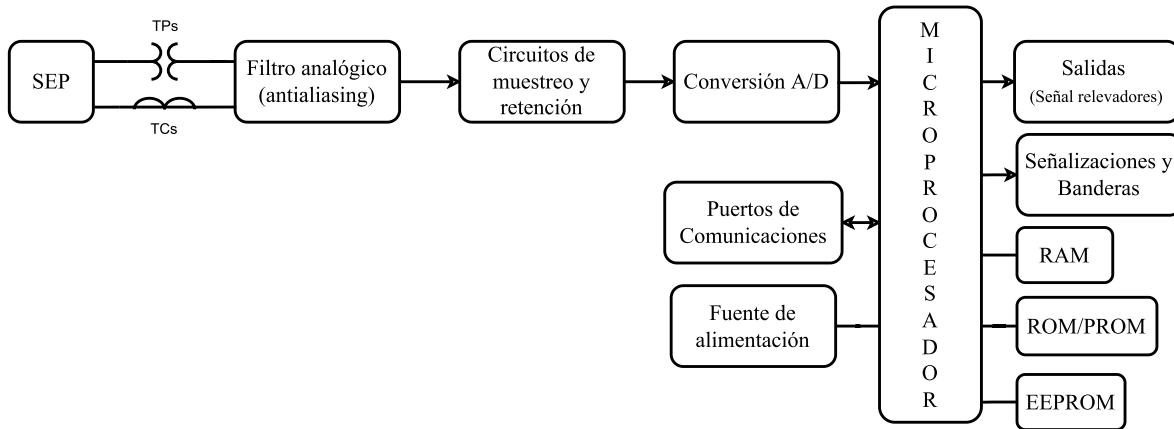 TPs
SEP
TCs
Filtro analógico
(antialiasing)
Circuitos de
muestreo y
retención
Conversión A/D
Puertos de
Comunicaciones
Fuente de
alimentación
M
I
C
R
O
P
R
O
C
E
S
A
D
O
R
Salidas
(Señal relevadores)
Señalizaciones y
Banderas
RAM
ROM/PROM
EEPROM